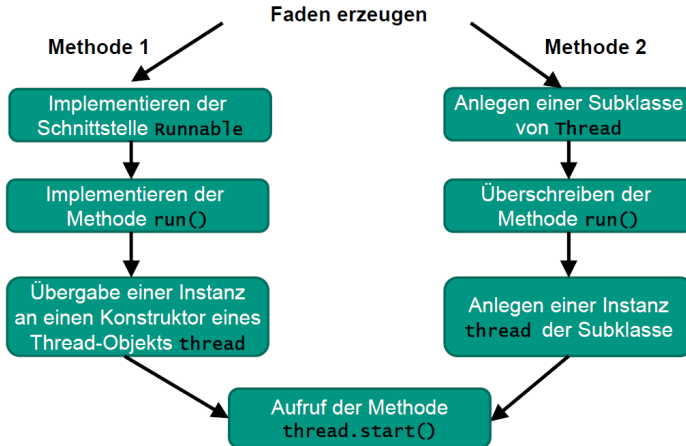 Faden erzeugen
Methode 1
Implementieren der
Schnittstelle Runnable
Implementieren der
Methode run()
Übergabe einer Instanz
an einen Konstruktor eines
Thread-Objekts thread
Methode 2
Anlegen einer Subklasse
von Thread
Überschreiben der
Methode run()
Anlegen einer Instanz
thread der Subklasse
Aufruf der Methode
thread.start()